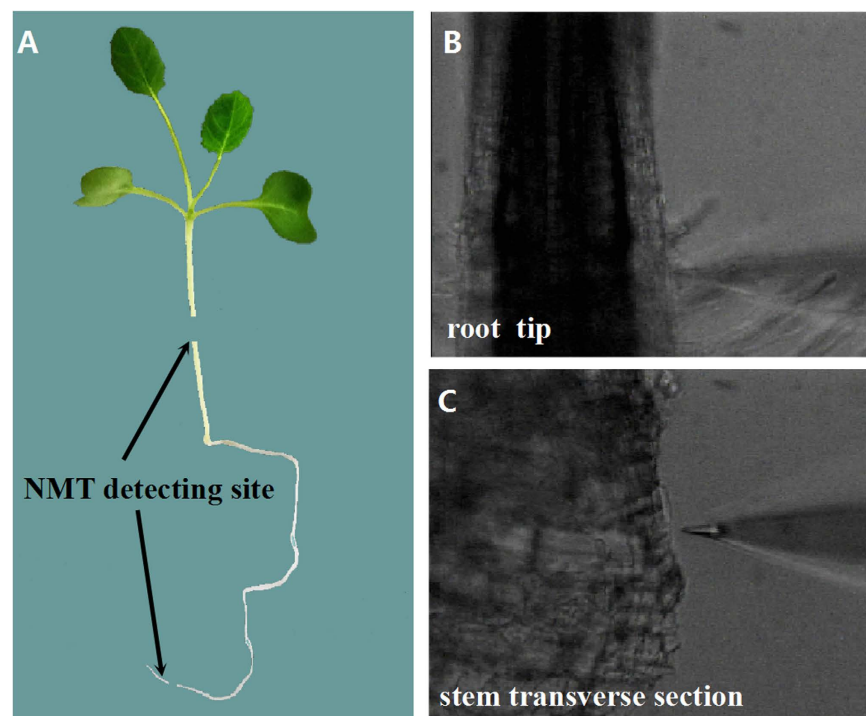 A
NMT detecting site
B
root tip
C
stem transverse section